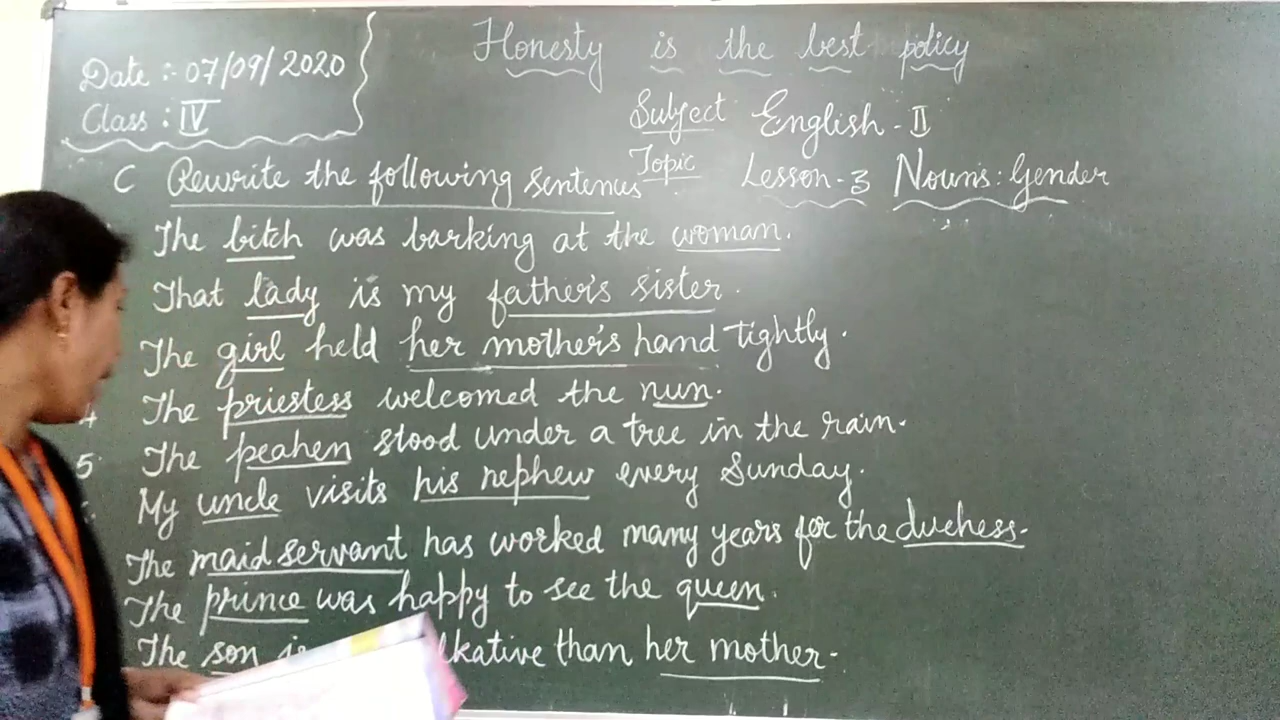 Honesty is the best policy
Date :- 07/09/2020
Class : IV
Subject English - II
Topic Lesson - 3 Nouns : Gender
C Rewrite the following sentences
The bitch was barking at the woman.
That lady is my father's sister.
The girl held her mother's hand tightly.
4 The priestess welcomed the nun.
5 The peahen stood under a tree in the rain.
My uncle visits his nephew every Sunday.
The maid servant has worked many years for the duchess.
The prince was happy to see the queen.
The son is than her mother.